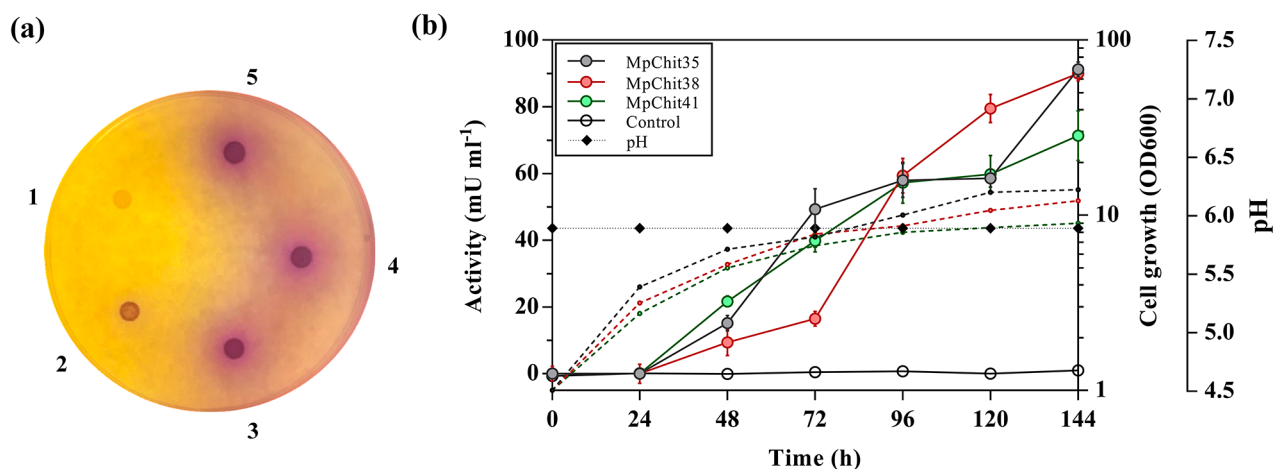 (a)
5
1
4
2
3
(b)
100
80
60
40
20
0
Activity (mU ml-1)
MpChit35
MpChit38
MpChit41
Control
pH
0
24
48
72
96
120
144
Time (h)
100
10
1
Cell growth (OD600)
7.5
7.0
6.5
6.0
5.5
5.0
4.5
pH